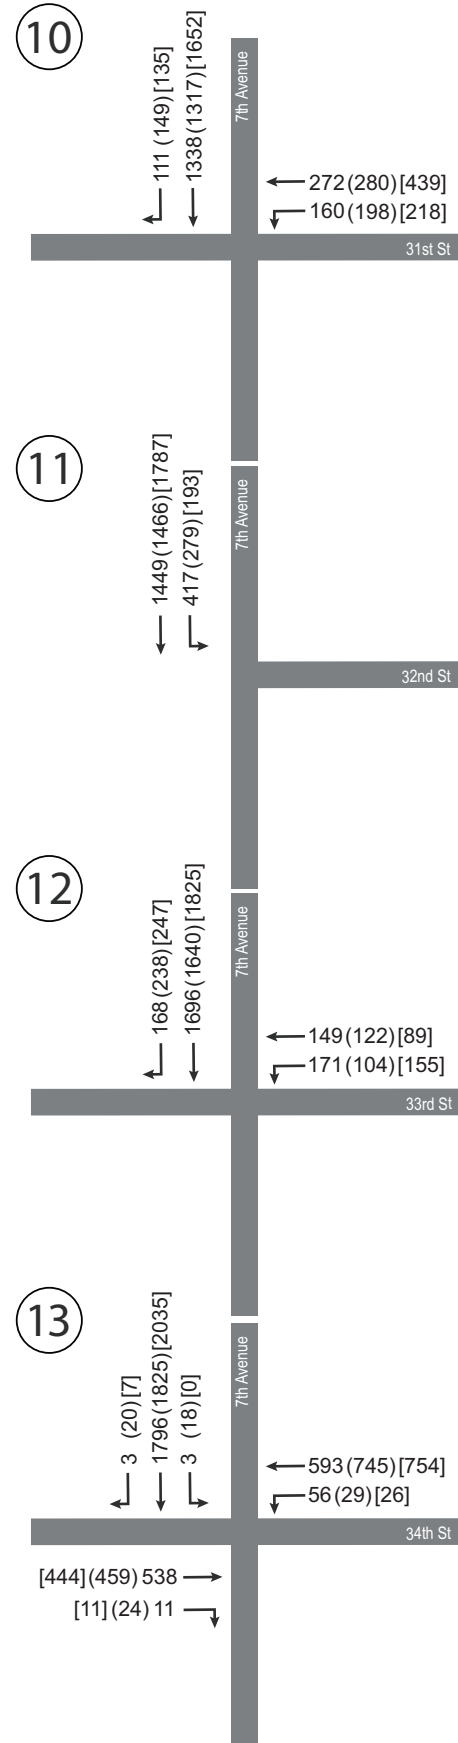 10
111 (149)[135]
1338(1317)[1652]
7th Avenue
272(280)[439]
160(198)[218]
31st St
11
1449(1466)[1787]
417(279)[193]
7th Avenue
32nd St
12
168(238)[247]
1696(1640)[1825]
7th Avenue
149(122)[89]
171(104)[155]
33rd St
13
3 (20)[7]
1796(1825)[2035]
3 (18)[0]
7th Avenue
593(745)[754]
56(29)[26]
34th St
[444](459)538
[11](24)11